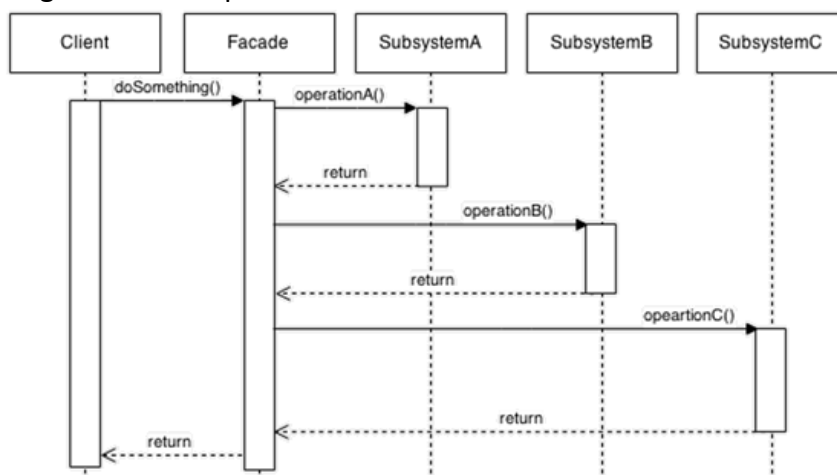 Client
Facade
SubsystemA
SubsystemB
SubsystemC
doSomething()
operationA()
return
operationB()
return
opeartionC()
return
return